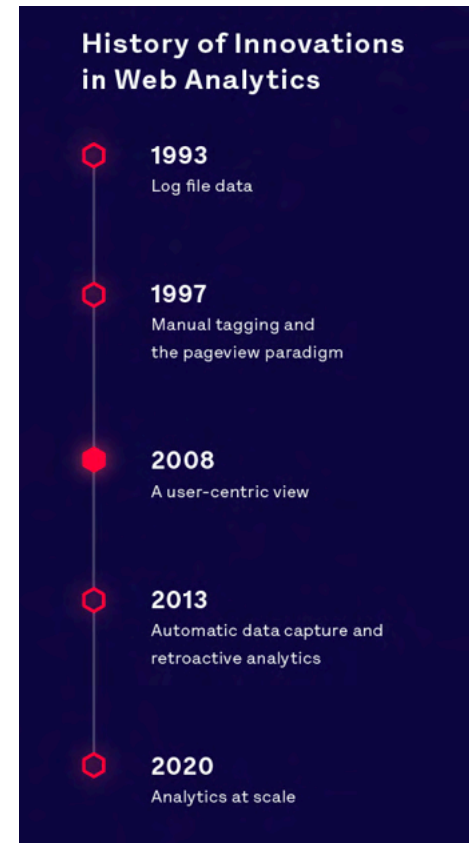 History of Innovations
in Web Analytics
1993
Log file data
1997
Manual tagging and
the pageview paradigm
2008
A user-centric view
2013
Automatic data capture and
retroactive analytics
2020
Analytics at scale